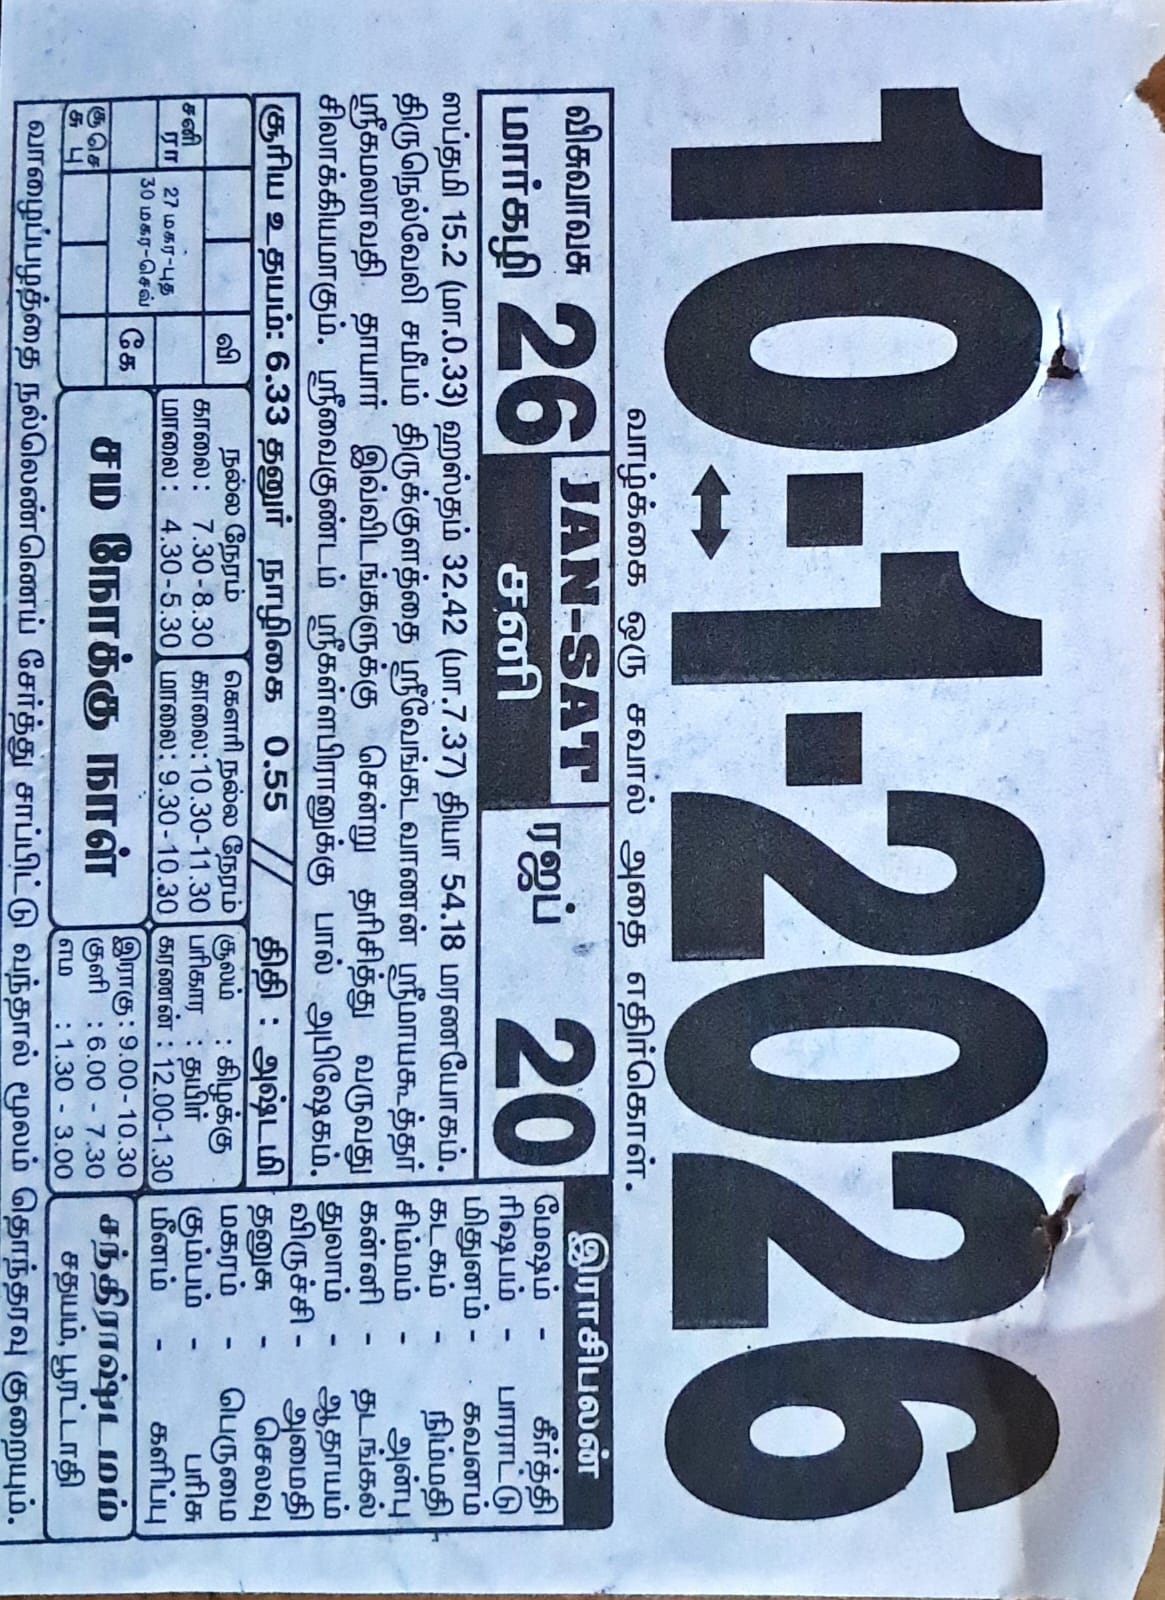 10-1-2026
வாழ்க்கை ஒரு சவால் அதை எதிர்கொள்.
விசுவாவசு
மார்கழி 26
JAN-SAT
சனி
ரஜப் 20
ஸப்தமி 15.2 (மா.0.33) ஹஸ்தம் 32.42 (மா.7.37) தியா 54.18 மரணயோகம்.
திருநெல்வேலி சமீபம் திருக்குளத்தை ஸ்ரீவேங்கடவாணன் ஸ்ரீமாயகூத்தர்
ஸ்ரீகமலாவதி தாயார் இவ்விடங்களுக்கு சென்று தரிசித்து வருவது
சிலாக்கியமாகும். ஸ்ரீவைகுண்டம் ஸ்ரீகள்ளபிரானுக்கு பால் அபிஷேகம்.
சூரிய உதயம்: 6.33 தனுர் நாழிகை 0.55 // திதி : அஷ்டமி
வி
சனி
ரா
27 மகர-புத
30 மகர-செவ்
கே
சூ செ
சு பு
நல்ல நேரம்
காலை : 7.30-8.30
மாலை : 4.30-5.30
கௌரி நல்ல நேரம்
காலை:10.30-11.30
மாலை: 9.30-10.30
சூலம் : கிழக்கு
பரிகார : தயிர்
கரணன் : 12.00-1.30
சம நோக்கு நாள்
இராகு : 9.00-10.30
குளி : 6.00 - 7.30
எம : 1.30 - 3.00
இராசிபலன்
மேஷம் - கீர்த்தி
ரிஷபம் - பாராட்டு
மிதுனம் - கவனம்
கடகம் - நிம்மதி
சிம்மம் - அன்பு
கன்னி - தடங்கல்
துலாம் - ஆதாயம்
விருச்சி - அமைதி
தனுசு - செலவு
மகரம் - பெருமை
கும்பம் - பரிசு
மீனம் - களிப்பு
சந்திராஷ்டமம்
சதயம், பூரட்டாதி
வாழைப்பழத்தை நல்லெண்ணெய் சேர்த்து சாப்பிட்டு வந்தால் மூலம் தொந்தரவு குறையும்.